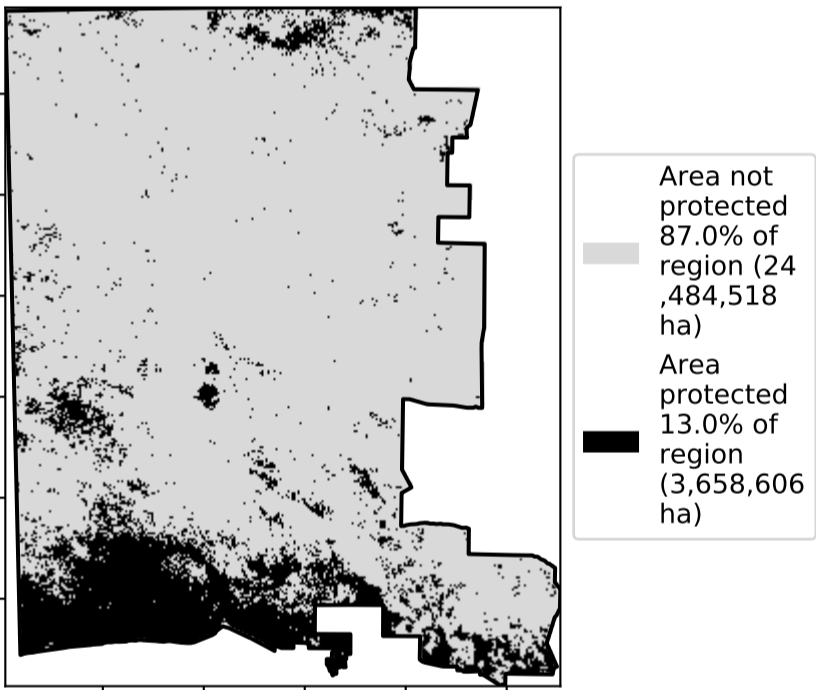 Area not
protected
87.0% of
region (24
,484,518
ha)
Area
protected
13.0% of
region
(3,658,606
ha)